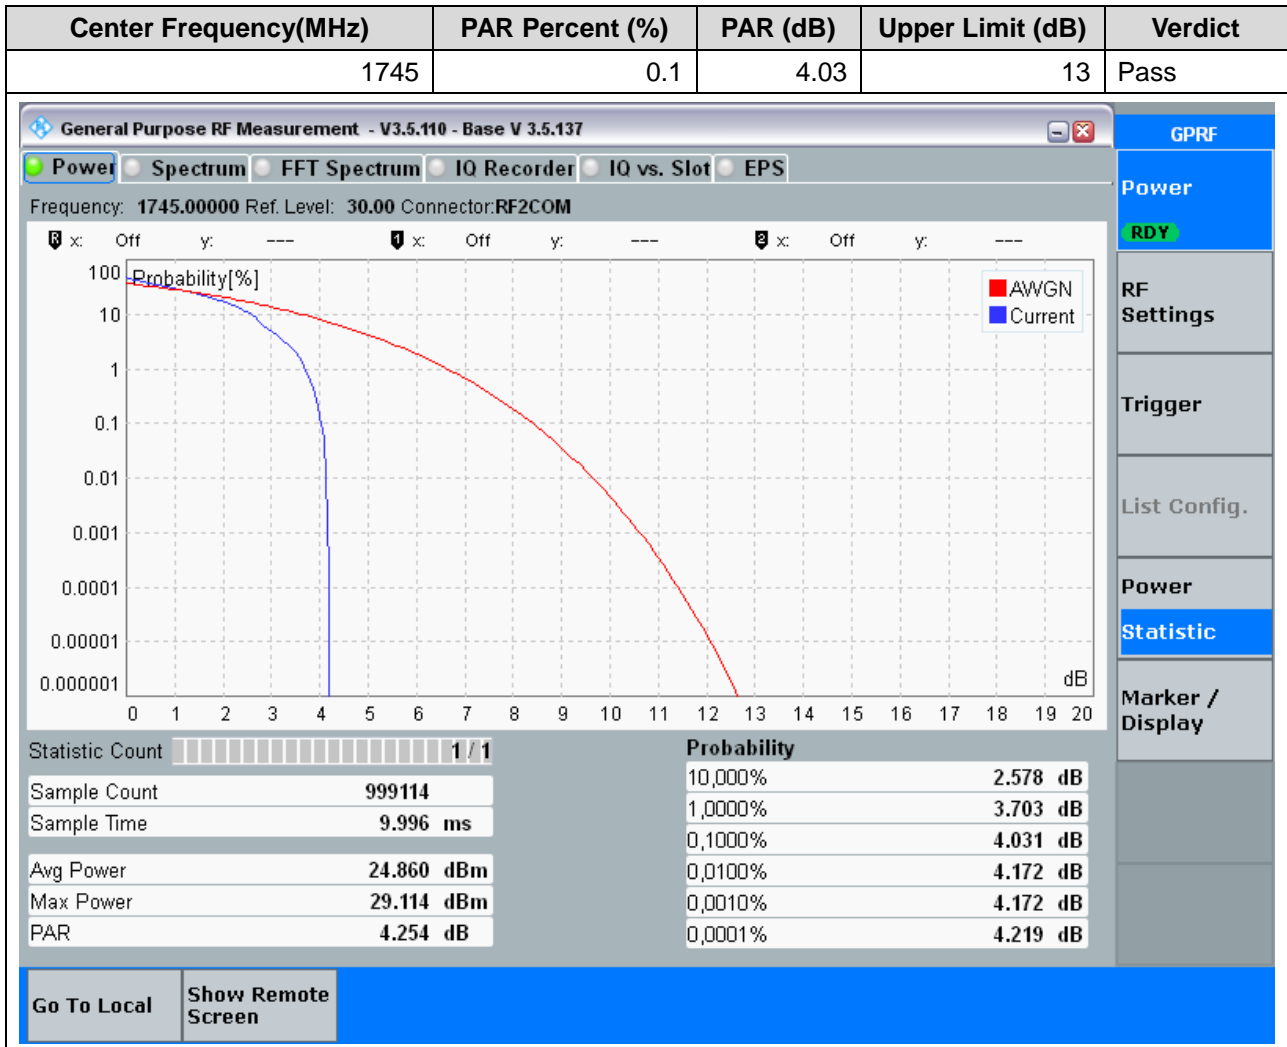 Center Frequency(MHz) PAR Percent (%) PAR (dB) Upper Limit (dB) Verdict
1745 0.1 4.03 13 Pass
General Purpose RF Measurement - V3.5.110 - Base V 3.5.137
GPRF
Power Spectrum FFT Spectrum IQ Recorder IQ vs. Slot EPS
Power
RDY
Frequency: 1745.00000 Ref. Level: 30.00 Connector:RF2COM
R x: Off y: --- 1 x: Off y: --- 2 x: Off y: ---
Probability[%]
AWGN
Current
100
10
1
0.1
0.01
0.001
0.0001
0.00001
0.000001
dB
0 1 2 3 4 5 6 7 8 9 10 11 12 13 14 15 16 17 18 19 20
RF
Settings
Trigger
List Config.
Power
Statistic
Marker /
Display
Statistic Count 1 / 1
Sample Count 999114
Sample Time 9.996 ms
Avg Power 24.860 dBm
Max Power 29.114 dBm
PAR 4.254 dB
Probability
10,000% 2.578 dB
1,0000% 3.703 dB
0,1000% 4.031 dB
0,0100% 4.172 dB
0,0010% 4.172 dB
0,0001% 4.219 dB
Go To Local
Show Remote
Screen